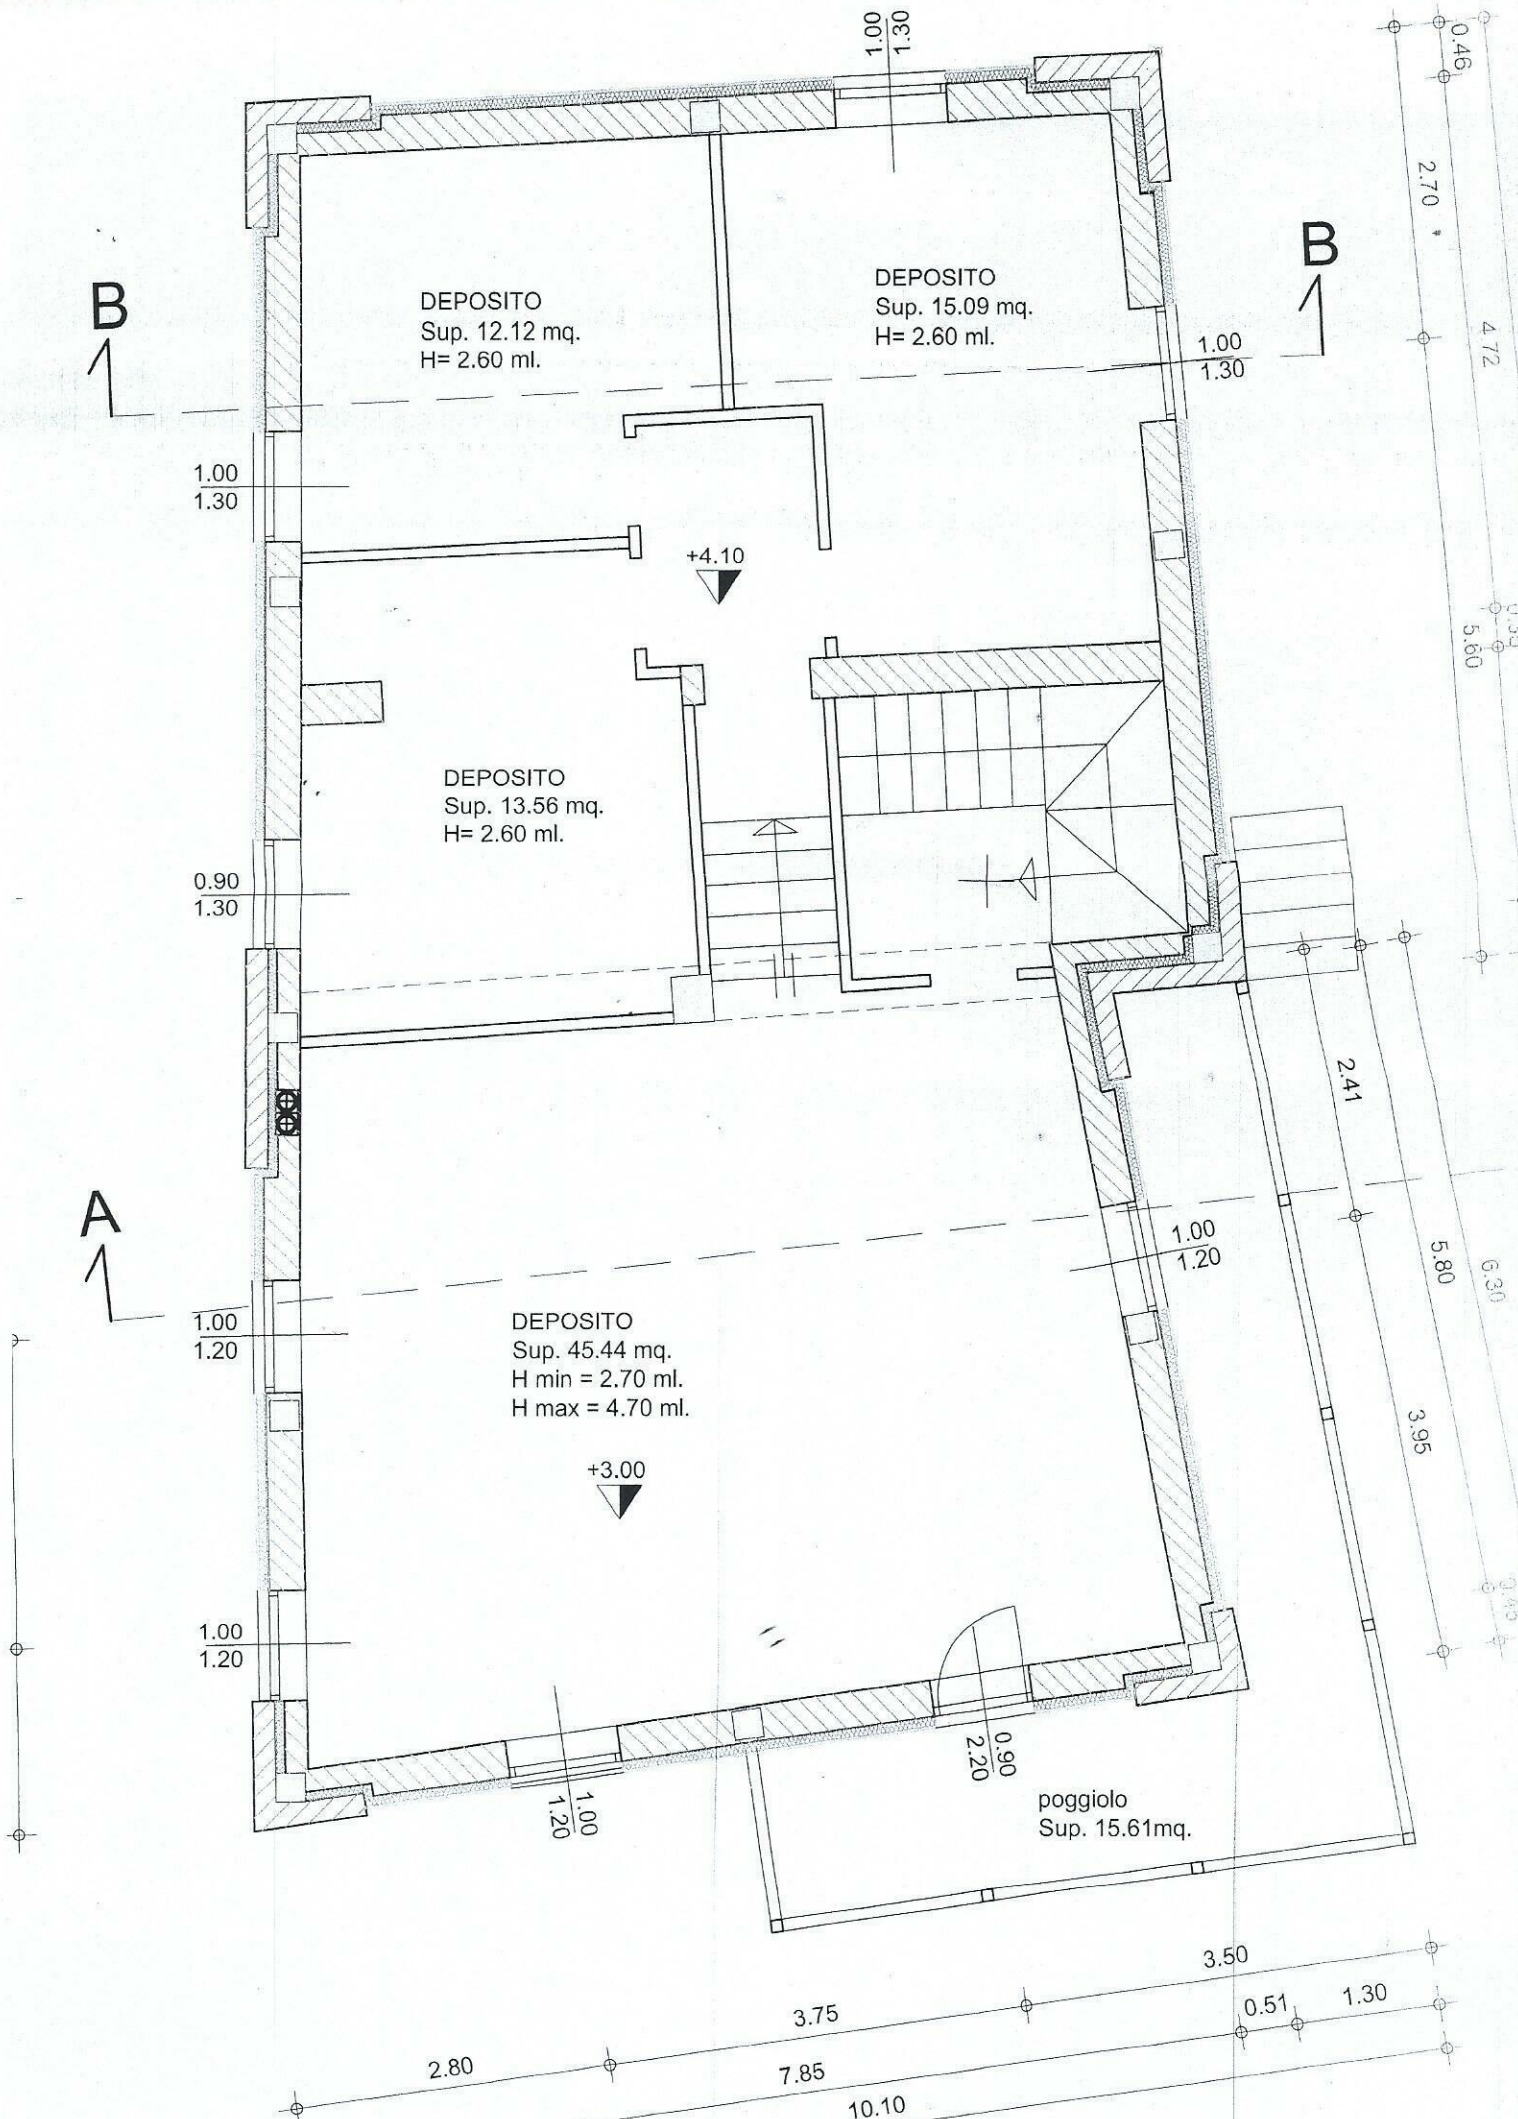 1.00
1.30
0.46
2.70
4.72
B
B
DEPOSITO
Sup. 12.12 mq.
H= 2.60 ml.
DEPOSITO
Sup. 15.09 mq.
H= 2.60 ml.
1.00
1.30
1.00
1.30
+4.10
5.60
DEPOSITO
Sup. 13.56 mq.
H= 2.60 ml.
0.90
1.30
2.41
A
1.00
1.20
5.80
6.30
1.00
1.20
DEPOSITO
Sup. 45.44 mq.
H min = 2.70 ml.
H max = 4.70 ml.
3.95
+3.00
1.00
1.20
0.90
2.20
1.00
1.20
poggiolo
Sup. 15.61mq.
3.50
0.51
1.30
3.75
2.80
7.85
10.10